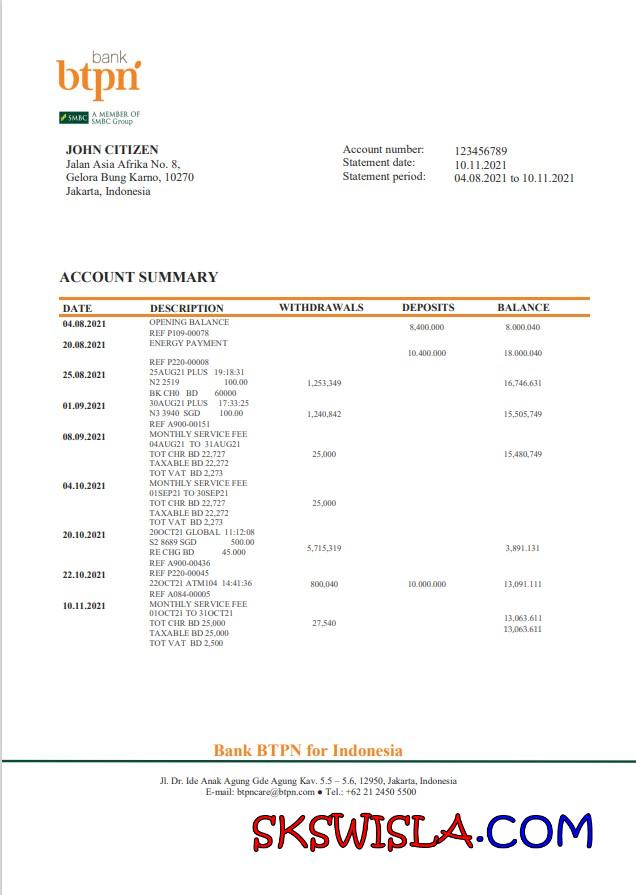 bank
btpn
SMBC A MEMBER OF
SMBC Group
JOHN CITIZEN
Jalan Asia Afrika No. 8,
Gelora Bung Karno, 10270
Jakarta, Indonesia
Account number: 123456789
Statement date: 10.11.2021
Statement period: 04.08.2021 to 10.11.2021
ACCOUNT SUMMARY
DATE DESCRIPTION WITHDRAWALS DEPOSITS BALANCE
04.08.2021 OPENING BALANCE
8,400.000 8.000.040
REF P109-00078
20.08.2021 ENERGY PAYMENT
10.400.000 18.000.040
REF P220-00008
25.08.2021 25AUG21 PLUS 19:18:31
N2 2519 100.00 1,253,349 16,746.631
BK CH0 BD 60000
01.09.2021 30AUG21 PLUS 17:33:25
N3 3940 SGD 100.00 1,240,842 15,505,749
REF A900-00151
08.09.2021 MONTHLY SERVICE FEE
04AUG21 TO 31AUG21
TOT CHR BD 22,727 25,000 15,480,749
TAXABLE BD 22,272
TOT VAT BD 2,273
04.10.2021 MONTHLY SERVICE FEE
01SEP21 TO 30SEP21
TOT CHR BD 22,727 25,000
TAXABLE BD 22,272
TOT VAT BD 2,273
20.10.2021 20OCT21 GLOBAL 11:12:08
S2 8689 SGD 500.00
RE CHG BD 45.000 5,715,319 3,891.131
REF A900-00436
22.10.2021 REF P220-00045
22OCT21 ATM104 14:41:36 800,040 10.000.000 13,091.111
REF A084-00005
10.11.2021 MONTHLY SERVICE FEE
01OCT21 TO 31OCT21
13,063.611
TOT CHR BD 25,000 27,540
13,063.611
TAXABLE BD 25,000
TOT VAT BD 2,500
Bank BTPN for Indonesia
Jl. Dr. Ide Anak Agung Gde Agung Kav. 5.5 – 5.6, 12950, Jakarta, Indonesia
E-mail: btpncare@btpn.com ● Tel.: +62 21 2450 5500
SKSWISLA.COM